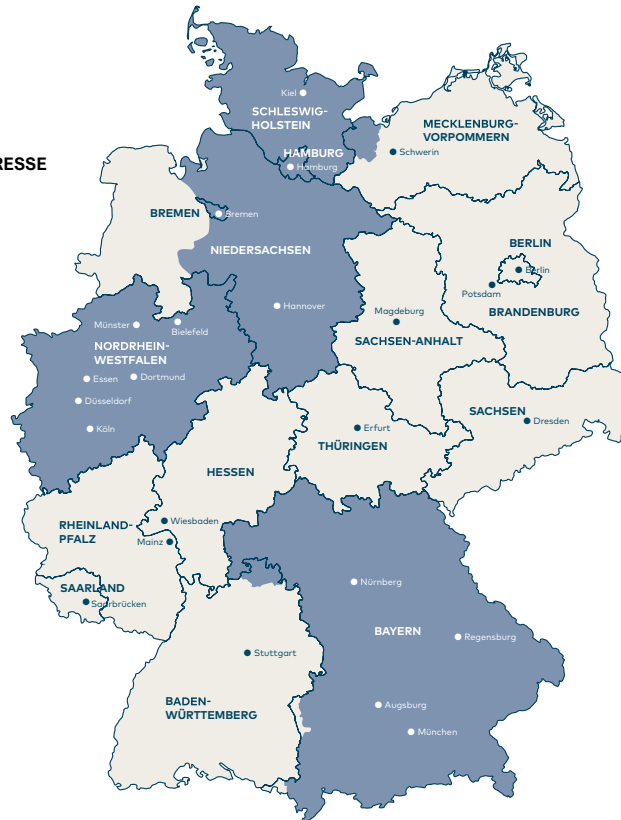 Kiel
SCHLESWIG-
HOLSTEIN
MECKLENBURG-
VORPOMMERN
HAMBURG
Schwerin
RESSE
Hamburg
BREMEN
Bremen
BERLIN
NIEDERSACHSEN
Berlin
Potsdam
Hannover
Magdeburg
BRANDENBURG
Münster
Bielefeld
NORDRHEIN-
WESTFALEN
SACHSEN-ANHALT
Essen
Dortmund
Düsseldorf
SACHSEN
Dresden
Köln
Erfurt
THÜRINGEN
HESSEN
Wiesbaden
RHEINLAND-
PFALZ
Mainz
Nürnberg
SAARLAND
Saarbrücken
BAYERN
Regensburg
Stuttgart
BADEN-
WÜRTTEMBERG
Augsburg
München